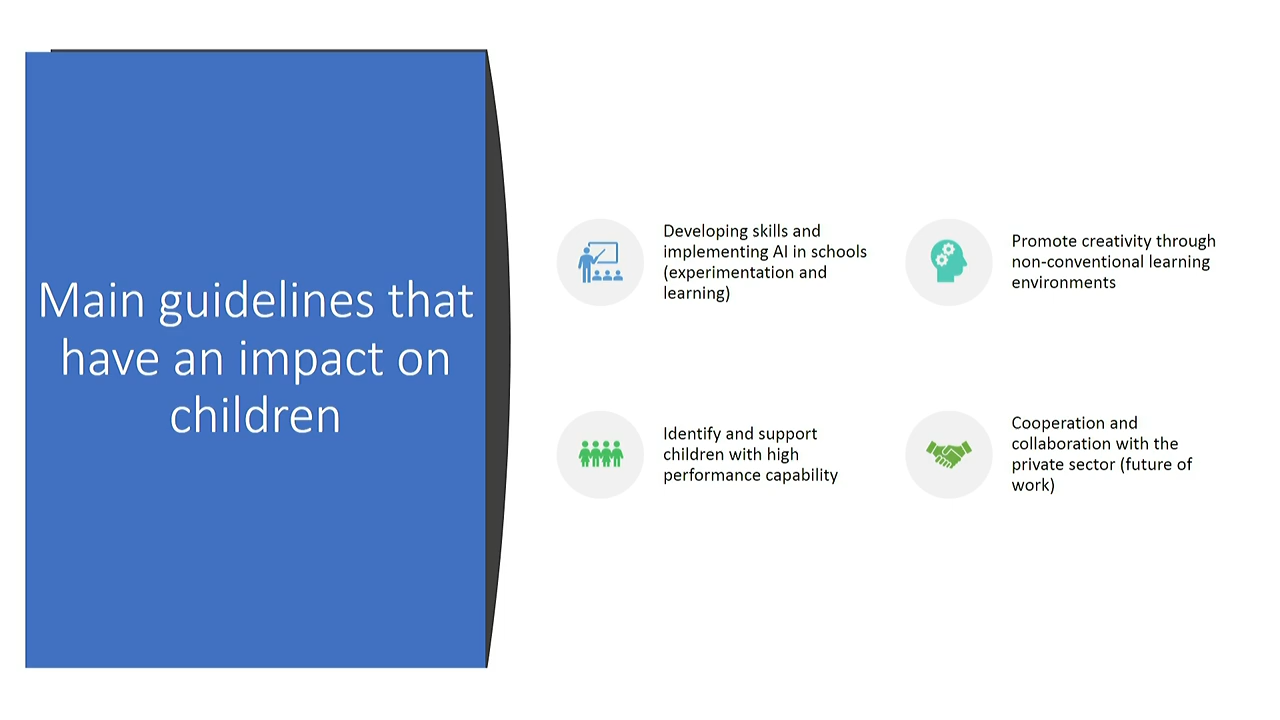 Main guidelines that
have an impact on
children
Developing skills and
implementing AI in schools
(experimentation and
learning)
Promote creativity through
non-conventional learning
environments
Identify and support
children with high
performance capability
Cooperation and
collaboration with the
private sector (future of
work)